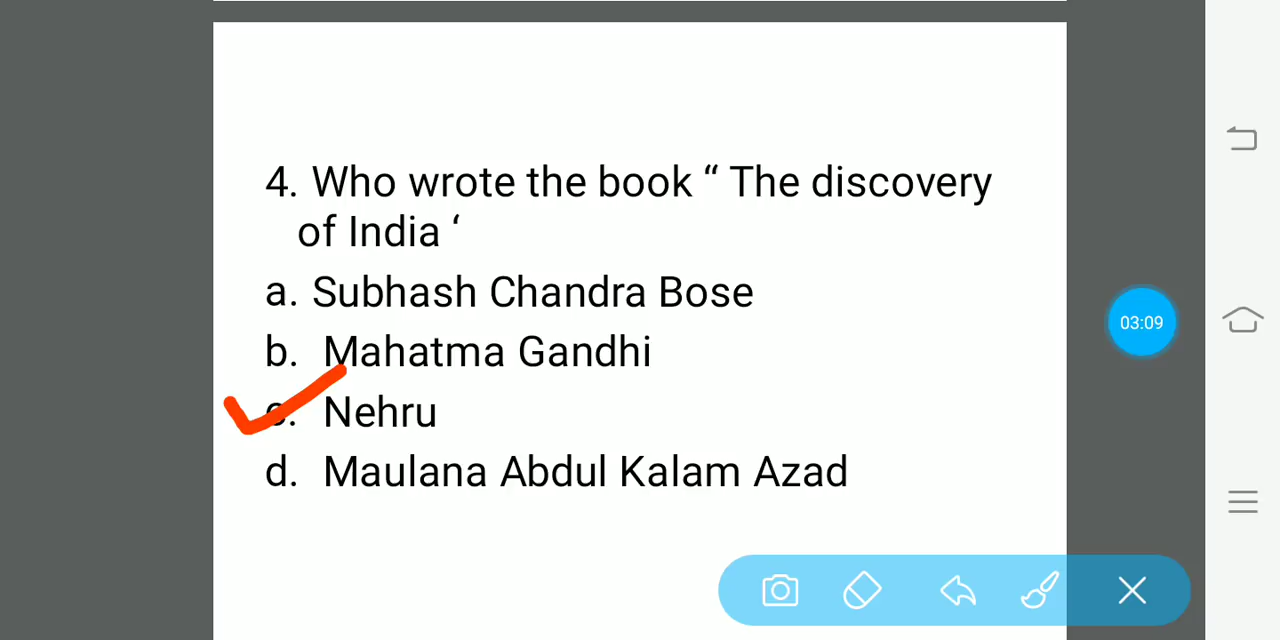 4. Who wrote the book “ The discovery
of India ‘
a. Subhash Chandra Bose
b. Mahatma Gandhi
c. Nehru
d. Maulana Abdul Kalam Azad
03:09